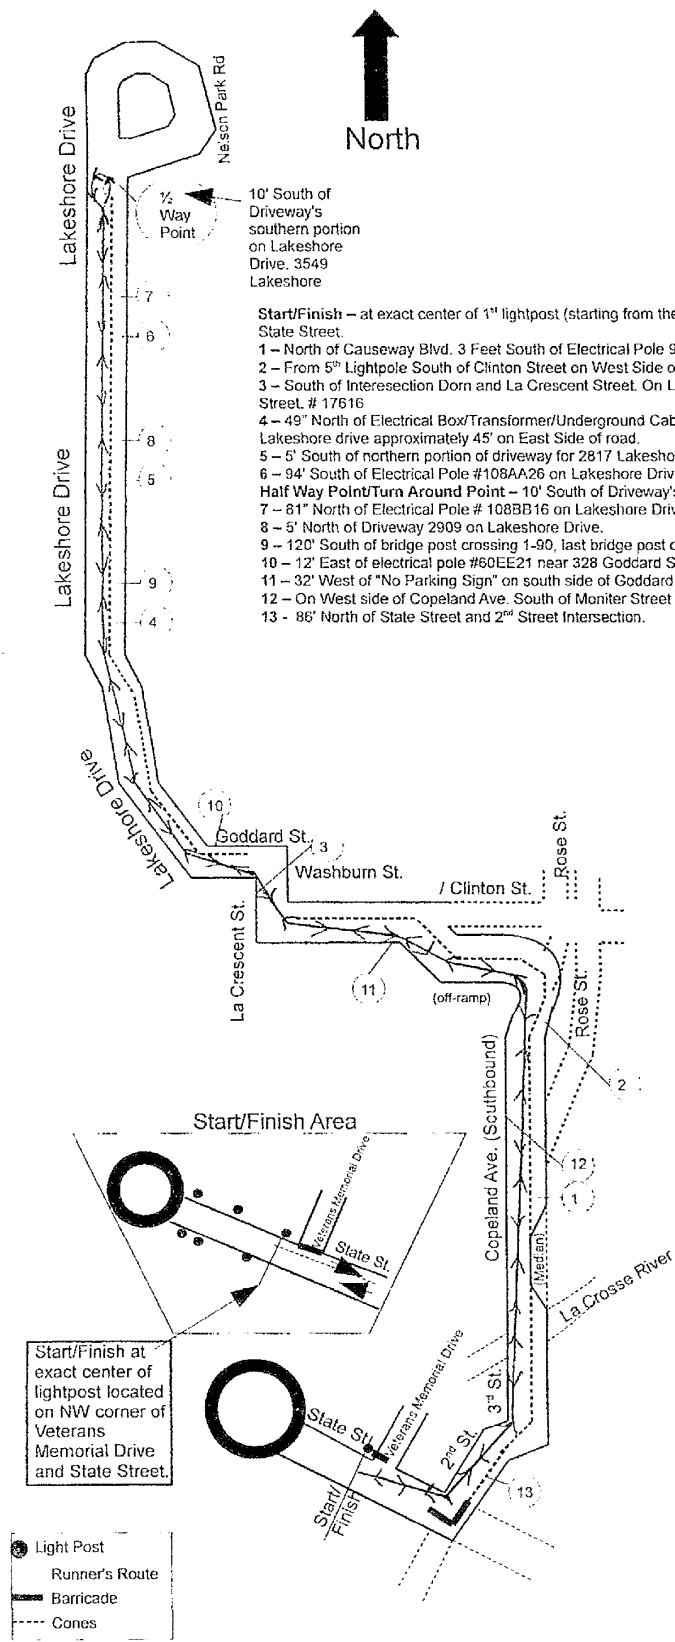 North
Nelson Park Rd
Lakeshore Drive
½
Way
Point
10' South of
Driveway's
southern portion
on Lakeshore
Drive. 3549
Lakeshore
7
6
8
5
9
4
Lakeshore Drive
Start/Finish – at exact center of 1st lightpost (starting from the
State Street.
1 – North of Causeway Blvd. 3 Feet South of Electrical Pole 9
2 – From 5th Lightpole South of Clinton Street on West Side o
3 – South of Interesection Dorn and La Crescent Street. On L
Street. # 17616
4 – 49" North of Electrical Box/Transformer/Underground Cab
Lakeshore drive approximately 45' on East Side of road.
5 – 5' South of northern portion of driveway for 2817 Lakesho
6 – 94' South of Electrical Pole #108AA26 on Lakeshore Driv
Half Way Point/Turn Around Point – 10' South of Driveway's
7 – 81" North of Electrical Pole # 108BB16 on Lakeshore Driv
8 – 5' North of Driveway 2909 on Lakeshore Drive.
9 – 120' South of bridge post crossing 1-90, last bridge post o
10 – 12' East of electrical pole #60EE21 near 328 Goddard S
11 – 32' West of "No Parking Sign" on south side of Goddard
12 – On West side of Copeland Ave. South of Moniter Street
13 - 86' North of State Street and 2nd Street Intersection.
Lakeshore Drive
10
Goddard St.
3
Washburn St.
/ Clinton St.
Rose St.
La Crescent St.
11
(off-ramp)
Rose St.
2
Copeland Ave. (Southbound)
12
1
(Median)
La Crosse River
Start/Finish Area
Veterans Memorial Drive
State St.
Start/Finish at
exact center of
lightpost located
on NW corner of
Veterans
Memorial Drive
and State Street.
State St
Veterans Memorial Drive
2nd St.
3rd St.
13
Start/
Finish
Light Post
Runner's Route
Barricade
Cones